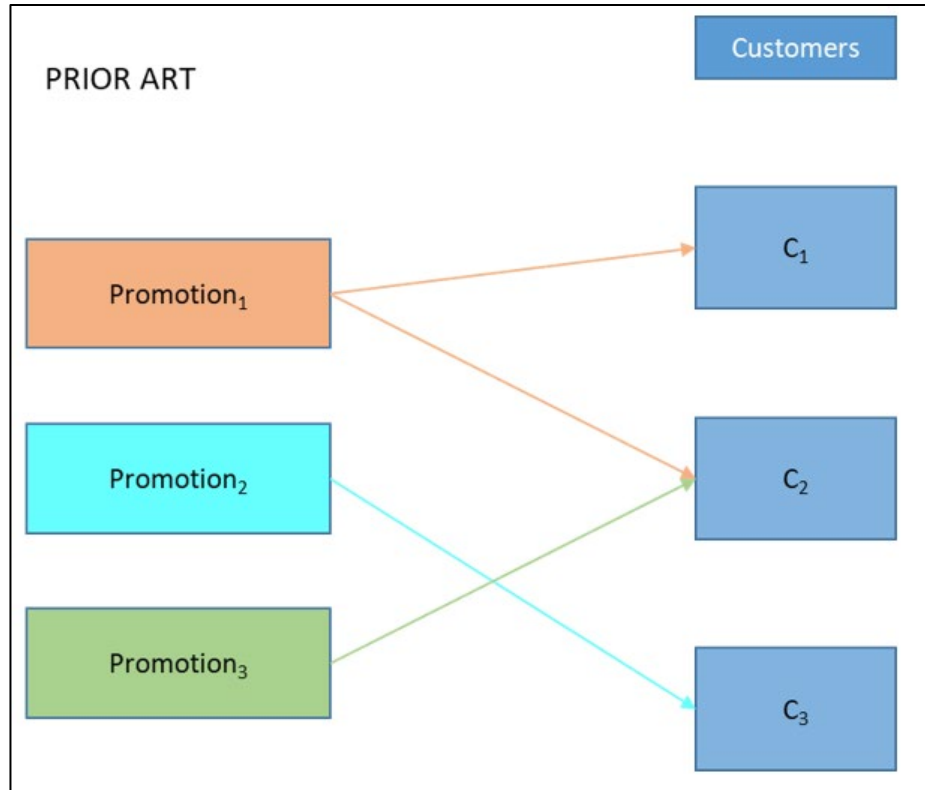 Customers
PRIOR ART
C₁
Promotion₁
C₂
Promotion₂
Promotion₃
C₃